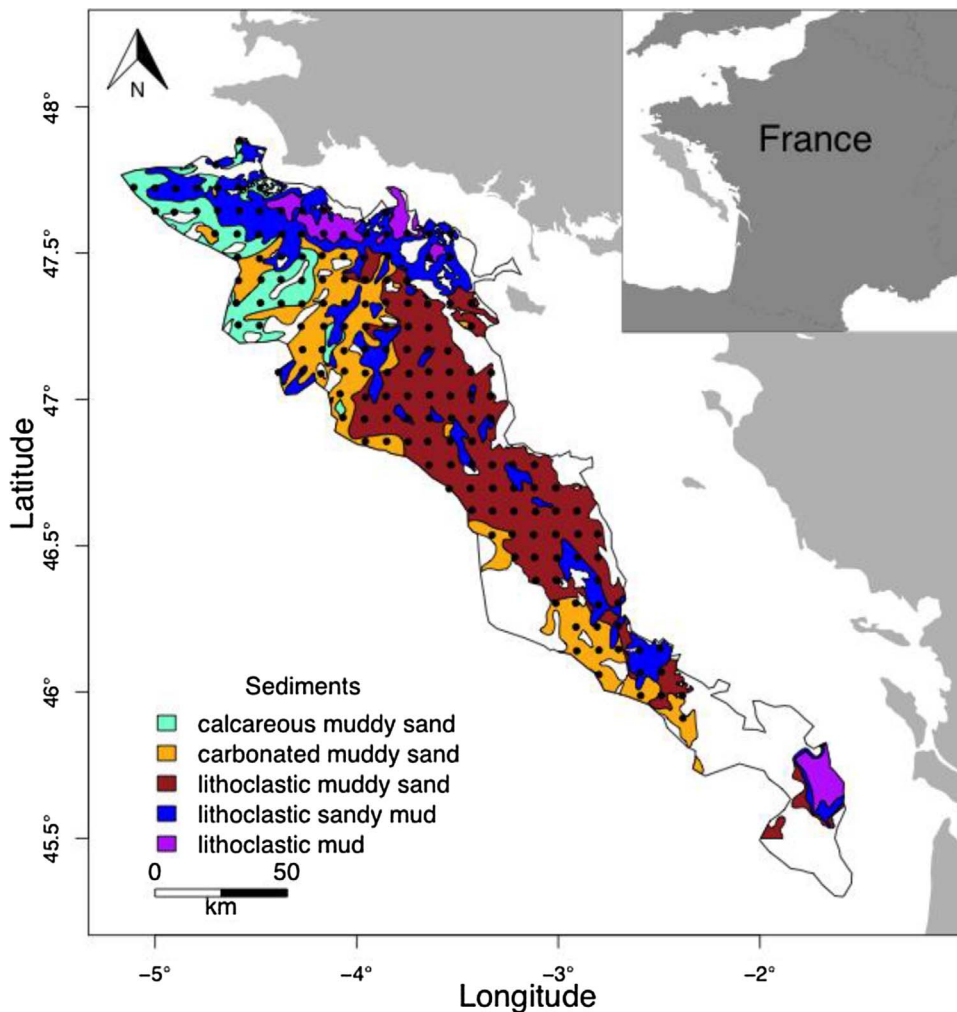 N
France
48°
47.5°
47°
46.5°
46°
45.5°
Latitude
Sediments
calcareous muddy sand
carbonated muddy sand
lithoclastic muddy sand
lithoclastic sandy mud
lithoclastic mud
0 50
km
-5° -4° -3° -2°
Longitude